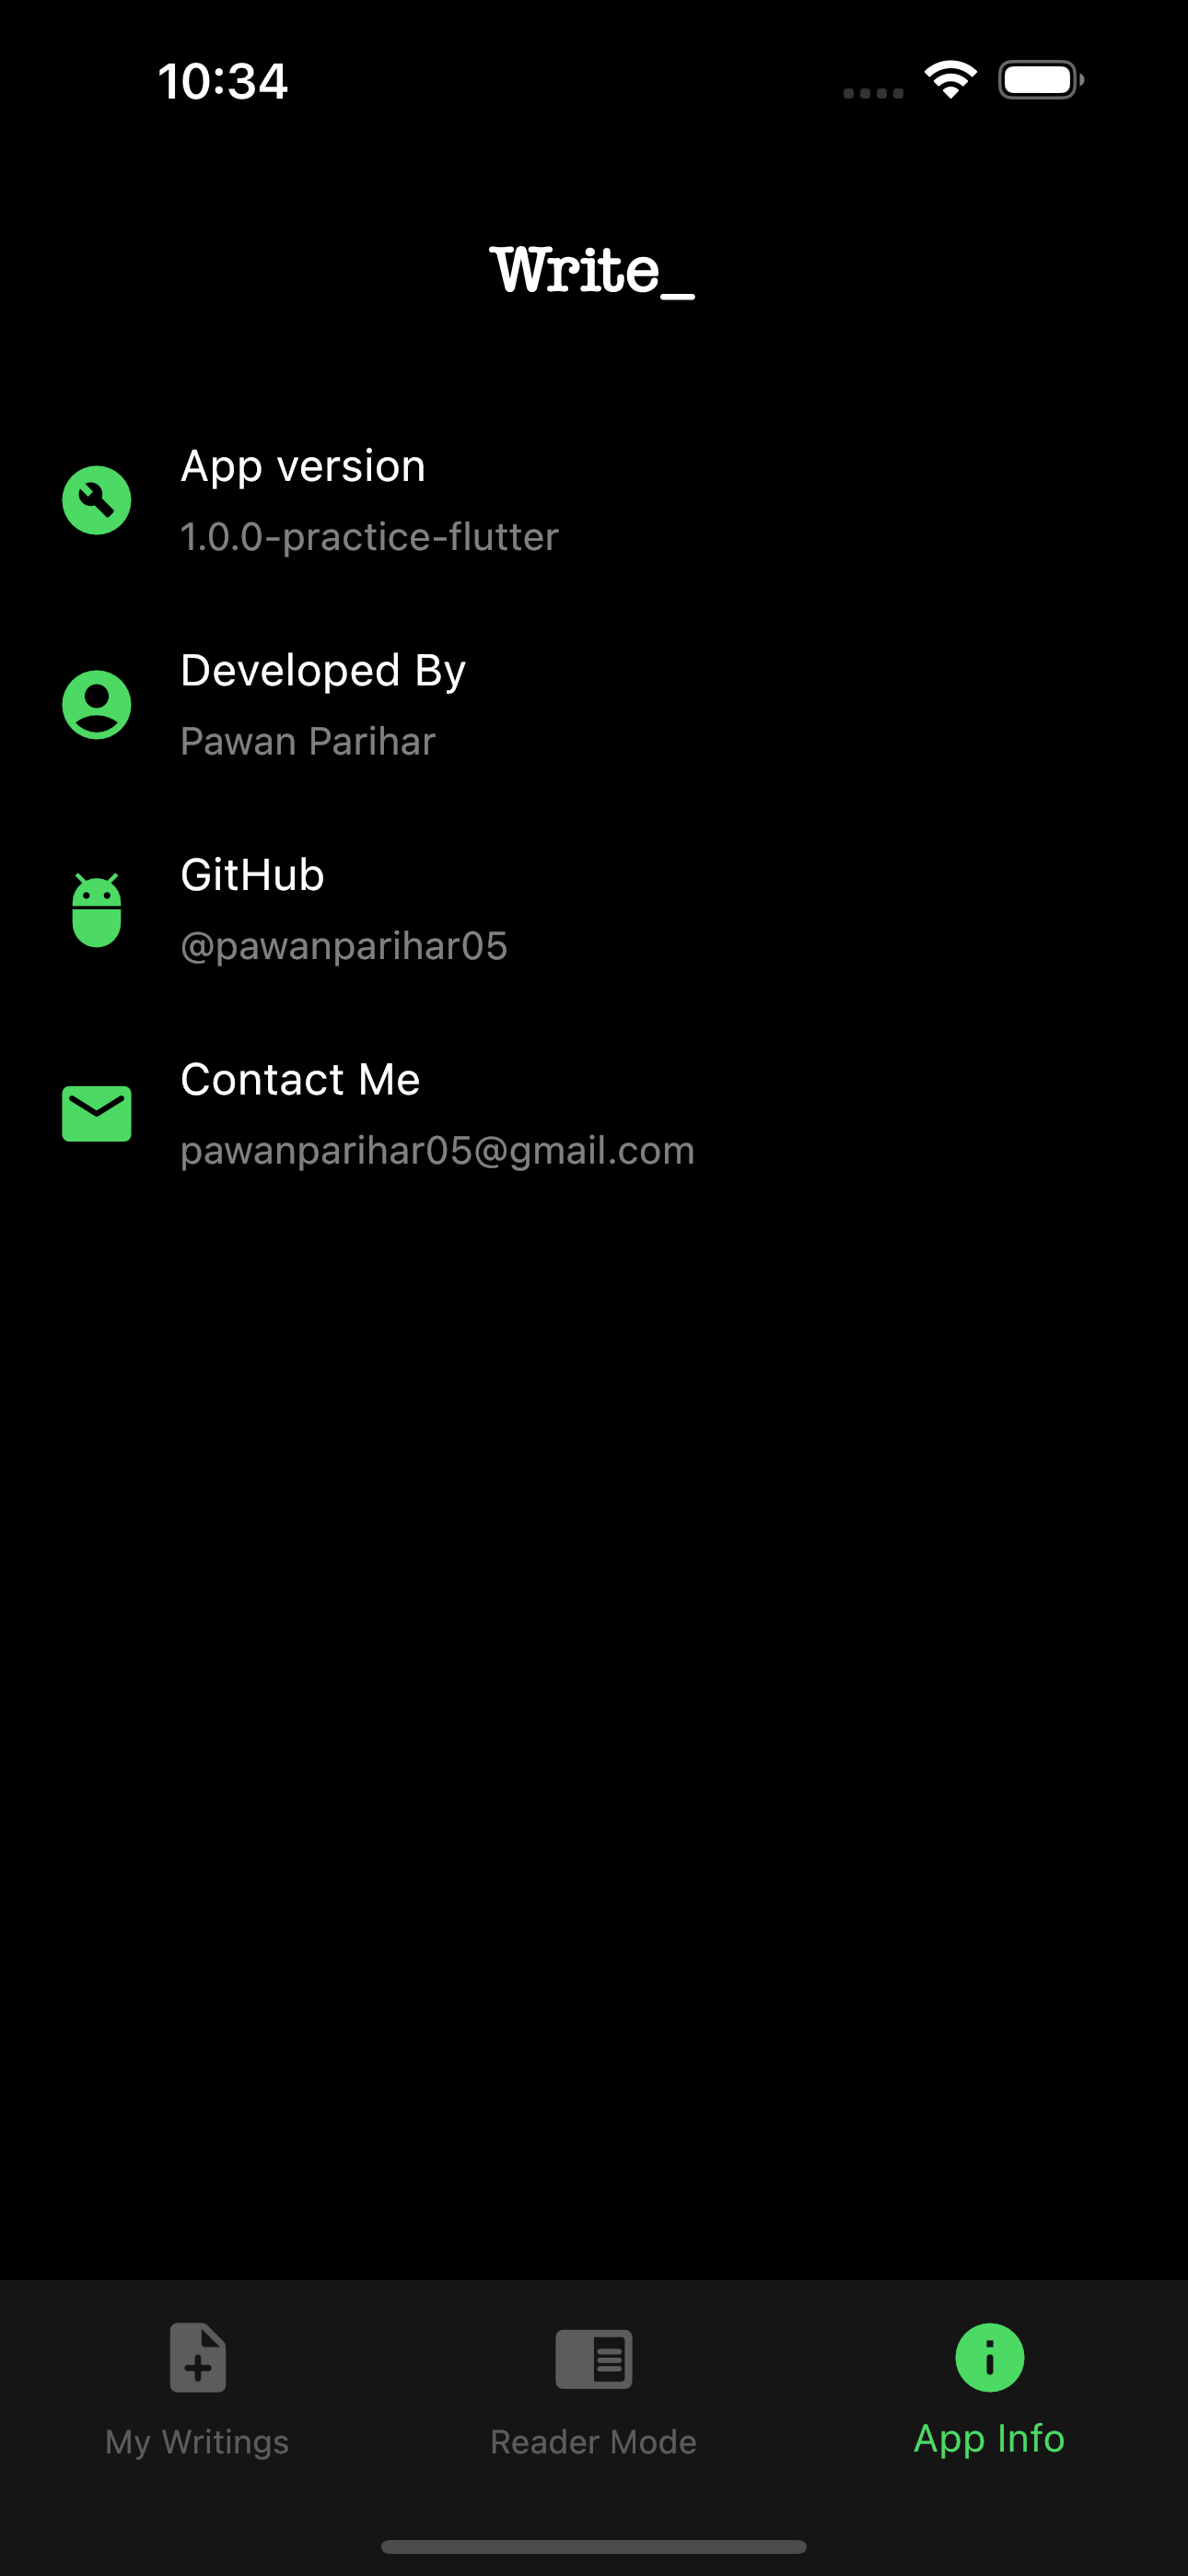 10:34
Write_
App version
1.0.0-practice-flutter
Developed By
Pawan Parihar
GitHub
@pawanparihar05
Contact Me
pawanparihar05@gmail.com
My Writings
Reader Mode
App Info